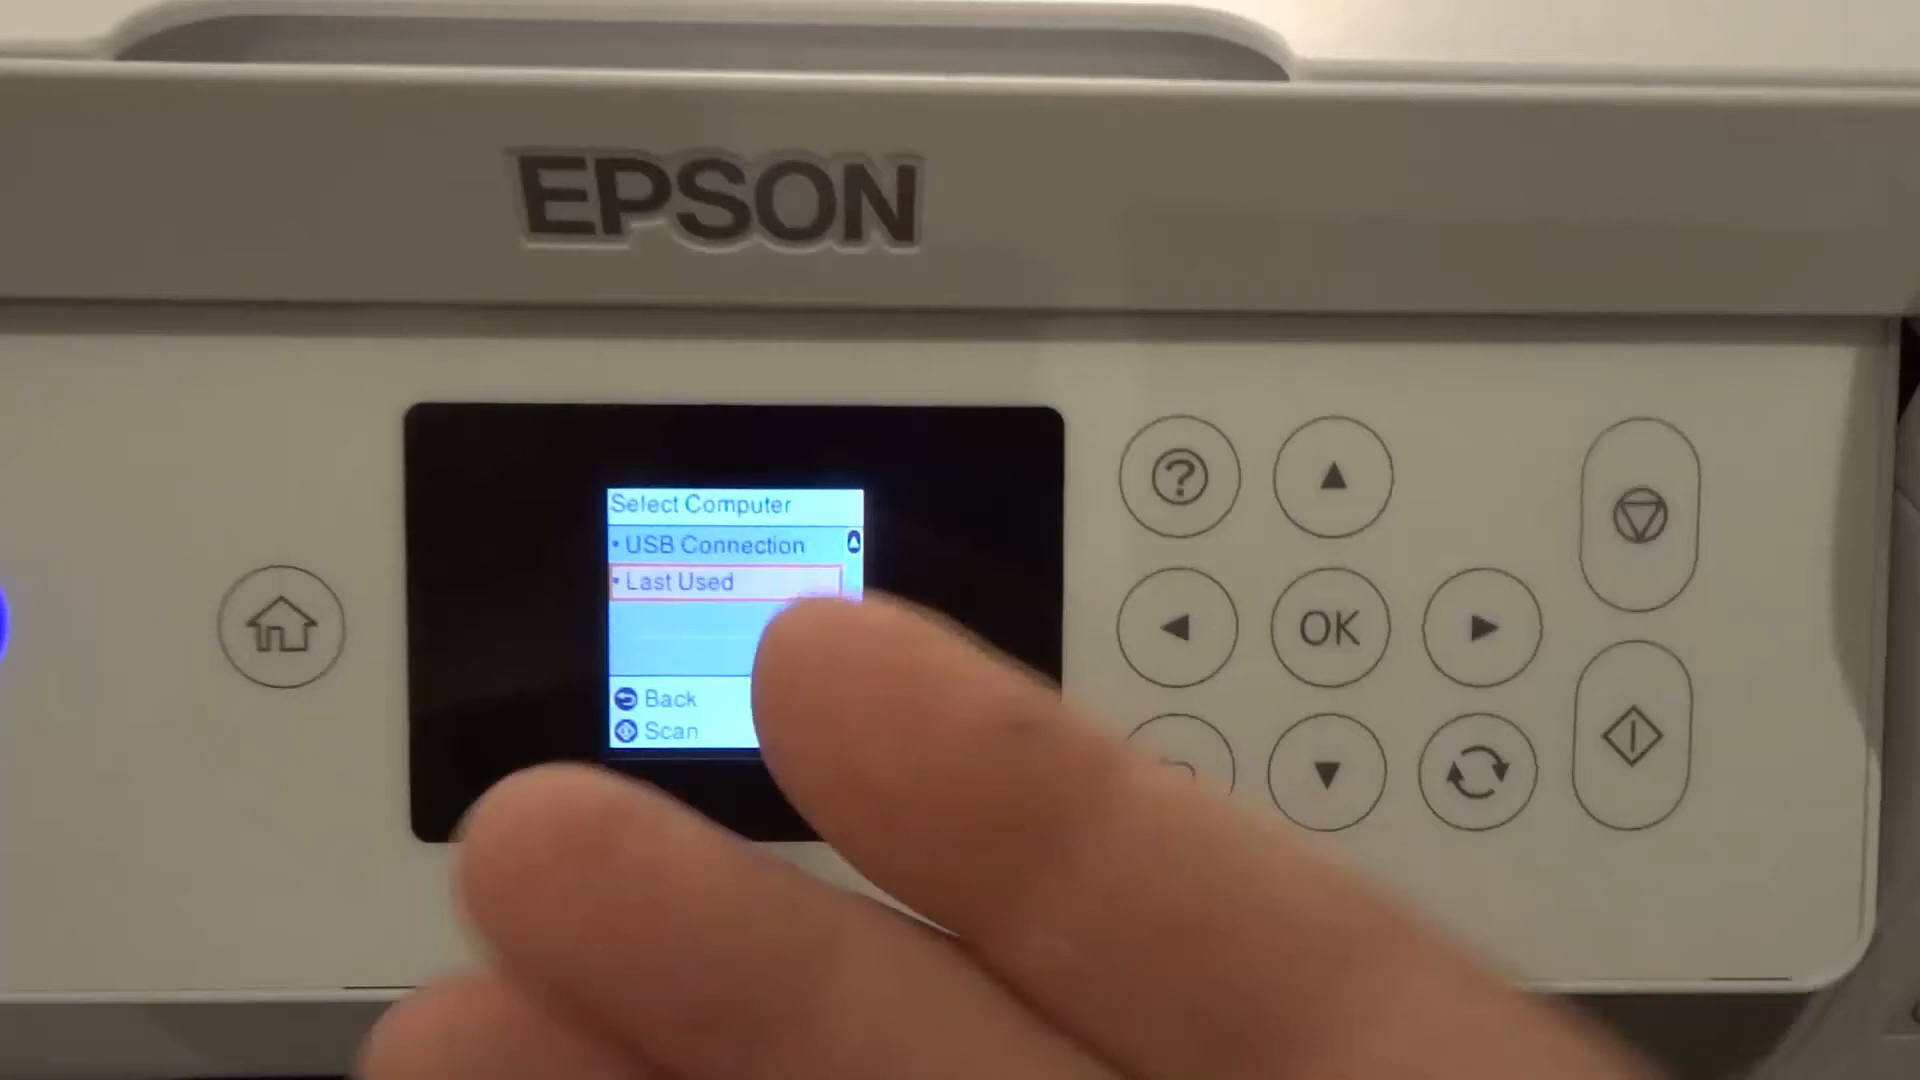 EPSON
Select Computer
• USB Connection
• Last Used
Back
Scan
?
OK